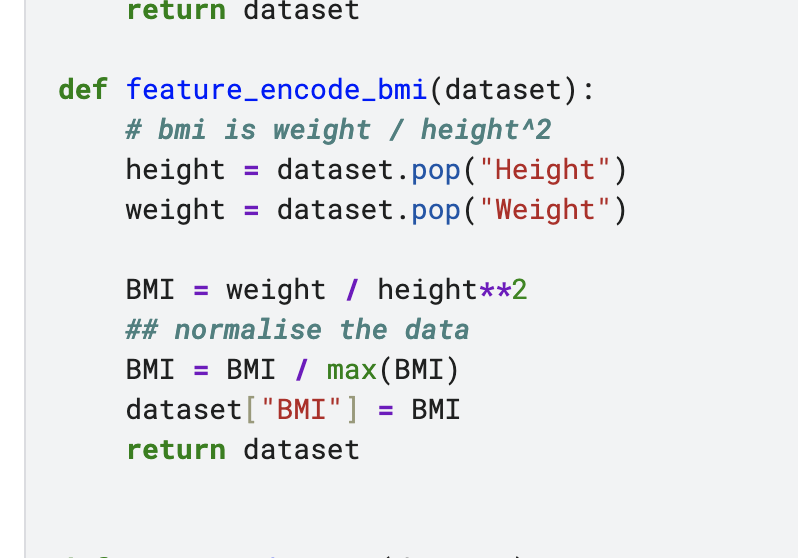 return dataset
def feature_encode_bmi(dataset):
# bmi is weight / height^2
height = dataset.pop("Height")
weight = dataset.pop("Weight")
BMI = weight / height**2
## normalise the data
BMI = BMI / max(BMI)
dataset["BMI"] = BMI
return dataset